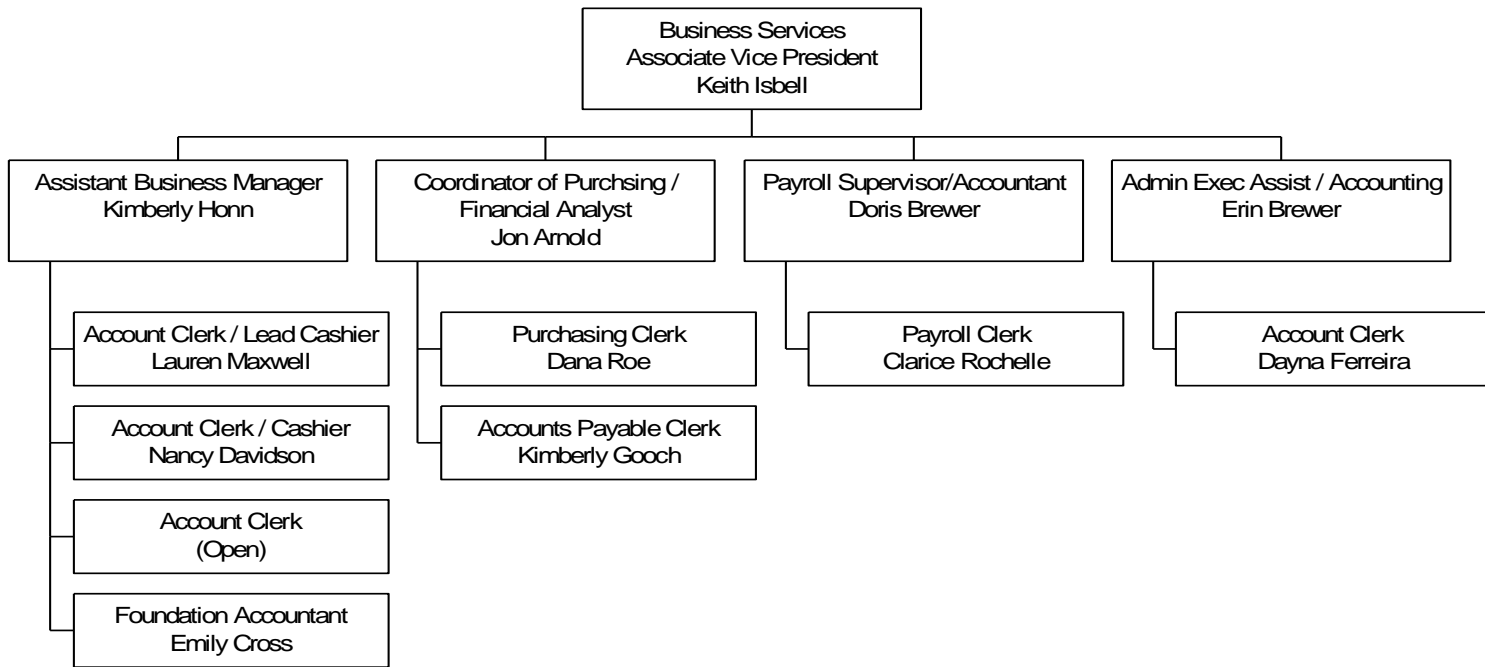 Business Services
Associate Vice President
Keith Isbell
Assistant Business Manager
Kimberly Honn
Coordinator of Purchsing /
Financial Analyst
Jon Arnold
Payroll Supervisor/Accountant
Doris Brewer
Admin Exec Assist / Accounting
Erin Brewer
Account Clerk / Lead Cashier
Lauren Maxwell
Account Clerk / Cashier
Nancy Davidson
Account Clerk
(Open)
Foundation Accountant
Emily Cross
Purchasing Clerk
Dana Roe
Accounts Payable Clerk
Kimberly Gooch
Payroll Clerk
Clarice Rochelle
Account Clerk
Dayna Ferreira